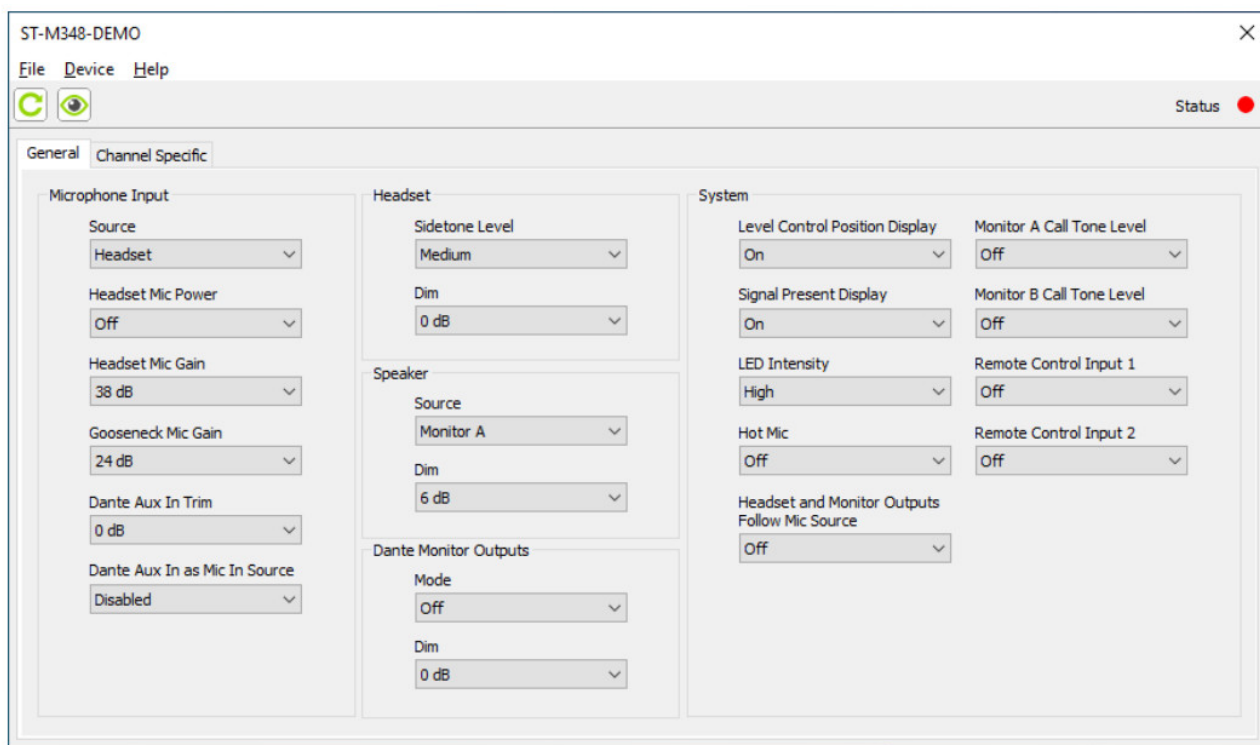 ST-M348-DEMO
File Device Help
Status
General Channel Specific
Microphone Input
Source
Headset
Headset Mic Power
Off
Headset Mic Gain
38 dB
Gooseneck Mic Gain
24 dB
Dante Aux In Trim
0 dB
Dante Aux In as Mic In Source
Disabled
Headset
Sidetone Level
Medium
Dim
0 dB
Speaker
Source
Monitor A
Dim
6 dB
Dante Monitor Outputs
Mode
Off
Dim
0 dB
System
Level Control Position Display
On
Signal Present Display
On
LED Intensity
High
Hot Mic
Off
Headset and Monitor Outputs
Follow Mic Source
Off
Monitor A Call Tone Level
Off
Monitor B Call Tone Level
Off
Remote Control Input 1
Off
Remote Control Input 2
Off